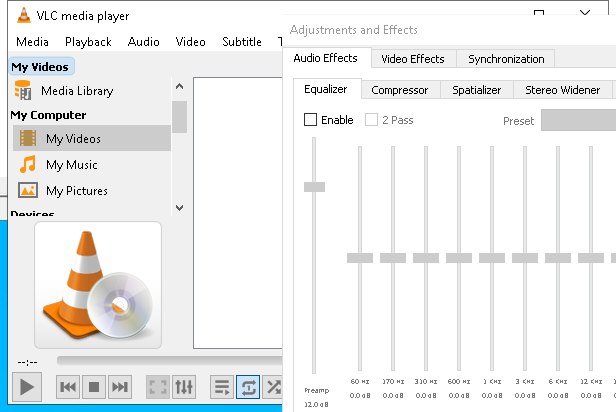 VLC media player
Media Playback Audio Video Subtitle
My Videos
Media Library
My Computer
My Videos
My Music
My Pictures
Devices
--:--
Adjustments and Effects
Audio Effects Video Effects Synchronization
Equalizer Compressor Spatializer Stereo Widener
Enable 2 Pass Preset
60 Hz 170 Hz 310 Hz 600 Hz 1 KHz 3 KHz 6 KHz 12 KHz
Preamp 0.0 dB 0.0 dB 0.0 dB 0.0 dB 0.0 dB 0.0 dB 0.0 dB 0.0 dB
12.0 dB